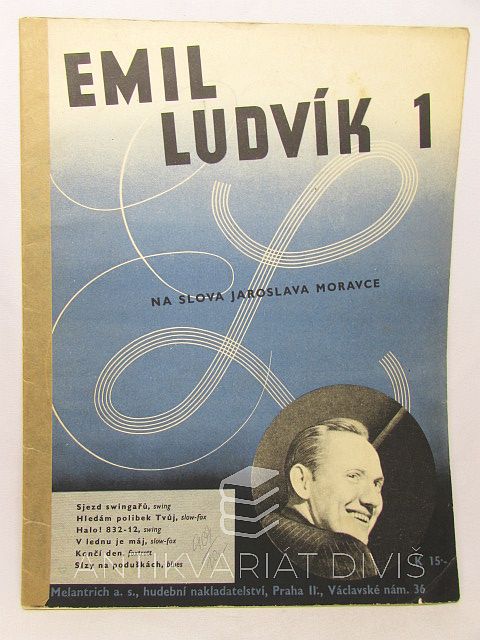 EMIL
LUDVÍK 1
NA SLOVA JAROSLAVA MORAVCE
Sjezd swingařů, swing
Hledám polibek Tvůj, slow-fox
Halo! 832-12, swing
V lednu je máj, slow-fox
Končí den, foxtrott
Slzy na poduškách, blues
ANTIKVARIÁT DIVIŠ
K 15·-
Melantrich a. s., hudební nakladatelství, Praha II., Václavské nám. 36